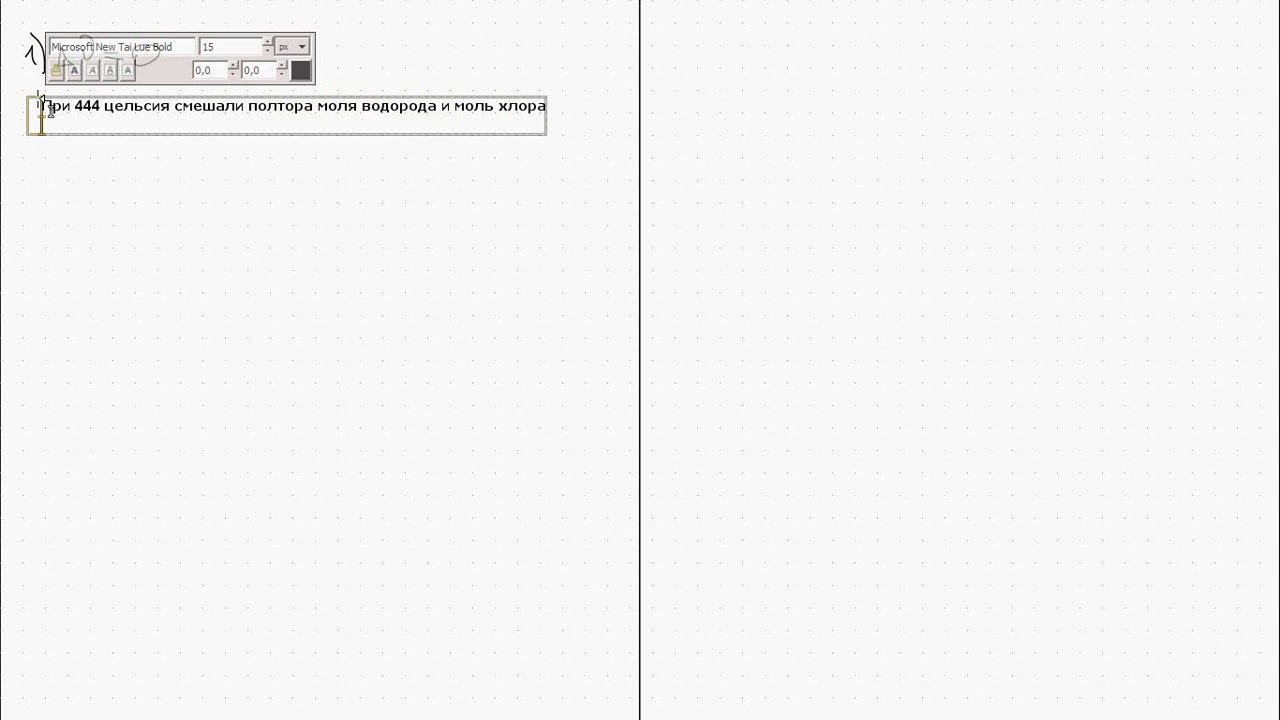 1)
Microsoft New Tai Lue Bold 15 px
A A A A 0,0 0,0
При 444 цельсия смешали полтора моля водорода и моль хлора